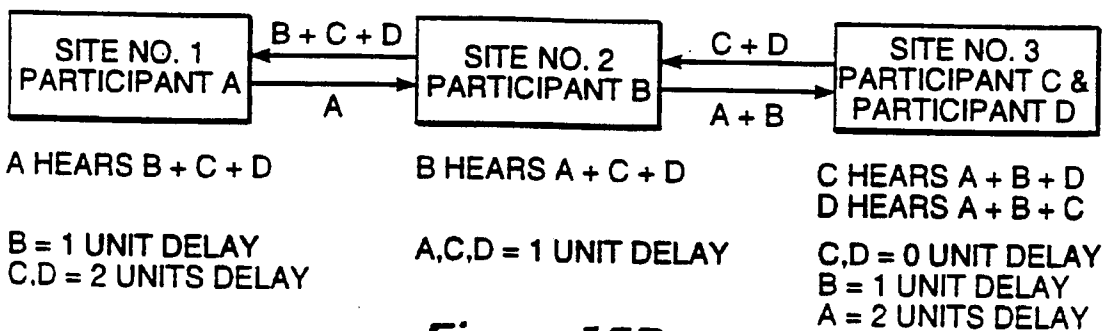 SITE NO. 1
PARTICIPANT A
B + C + D
A
SITE NO. 2
PARTICIPANT B
C + D
A + B
SITE NO. 3
PARTICIPANT C &
PARTICIPANT D
A HEARS B + C + D
B = 1 UNIT DELAY
C,D = 2 UNITS DELAY
B HEARS A + C + D
A,C,D = 1 UNIT DELAY
C HEARS A + B + D
D HEARS A + B + C
C,D = 0 UNIT DELAY
B = 1 UNIT DELAY
A = 2 UNITS DELAY